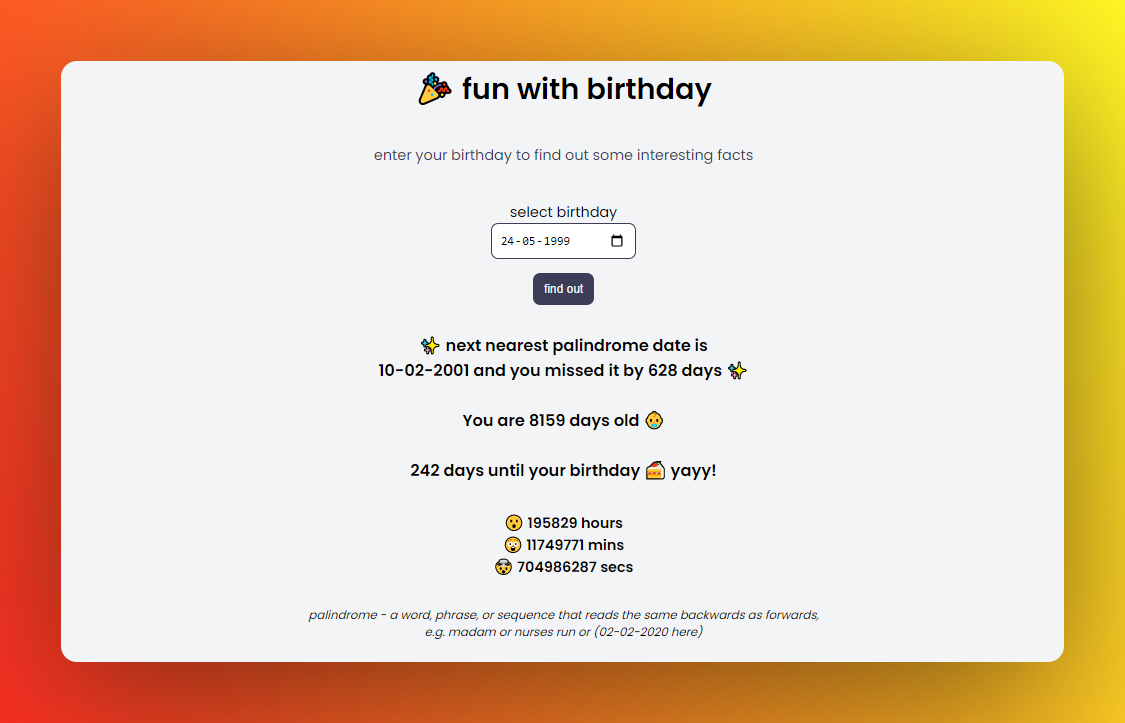 🎉 fun with birthday
enter your birthday to find out some interesting facts
select birthday
24-05-1999
find out
✨ next nearest palindrome date is
10-02-2001 and you missed it by 628 days ✨
You are 8159 days old 👶
242 days until your birthday 🍰 yayy!
😮 195829 hours
😳 11749771 mins
🤯 704986287 secs
palindrome - a word, phrase, or sequence that reads the same backwards as forwards,
e.g. madam or nurses run or (02-02-2020 here)